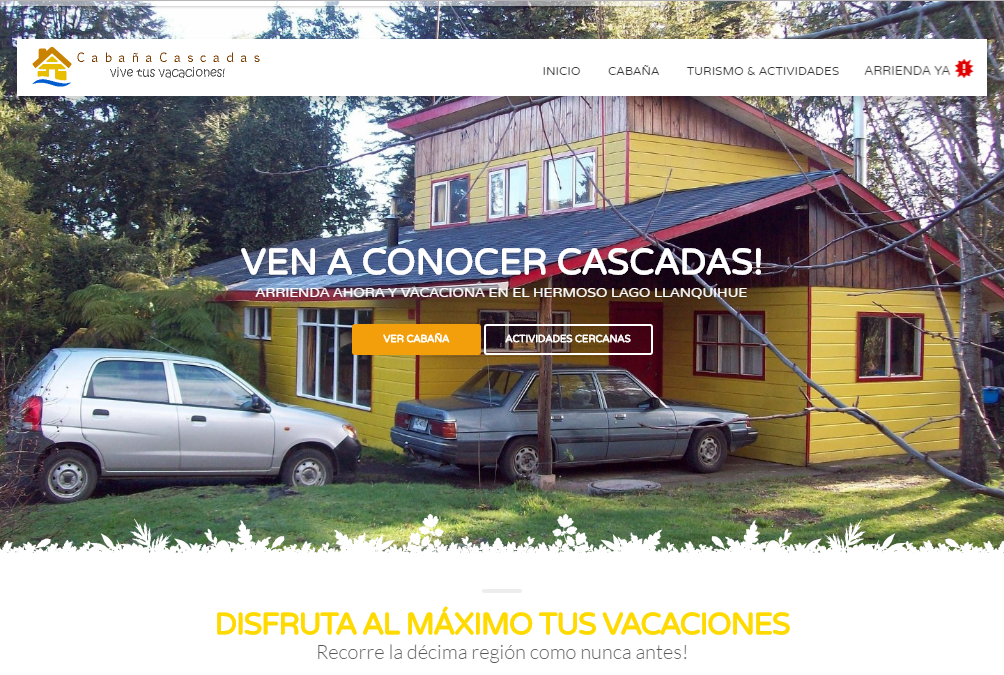 CabañaCascadas
vive tus vacaciones!
INICIO CABAÑA TURISMO & ACTIVIDADES ARRIENDA YA
VEN A CONOCER CASCADAS!
ARRIENDA AHORA Y VACACIONA EN EL HERMOSO LAGO LLANQUÍHUE
VER CABAÑA ACTIVIDADES CERCANAS
DISFRUTA AL MÁXIMO TUS VACACIONES
Recorre la décima región como nunca antes!